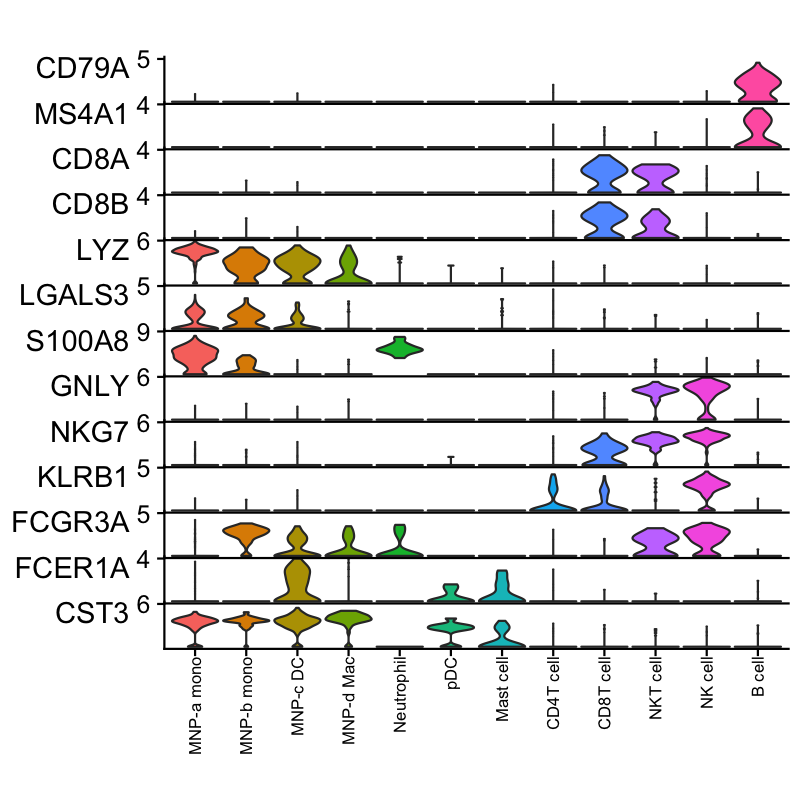 CD79A 5
MS4A1 4
CD8A 4
CD8B 4
LYZ 6
LGALS3 5
S100A8 9
GNLY 6
NKG7 6
KLRB1 5
FCGR3A 5
FCER1A 4
CST3 6
MNP-a mono
MNP-b mono
MNP-c DC
MNP-d Mac
Neutrophil
pDC
Mast cell
CD4T cell
CD8T cell
NKT cell
NK cell
B cell